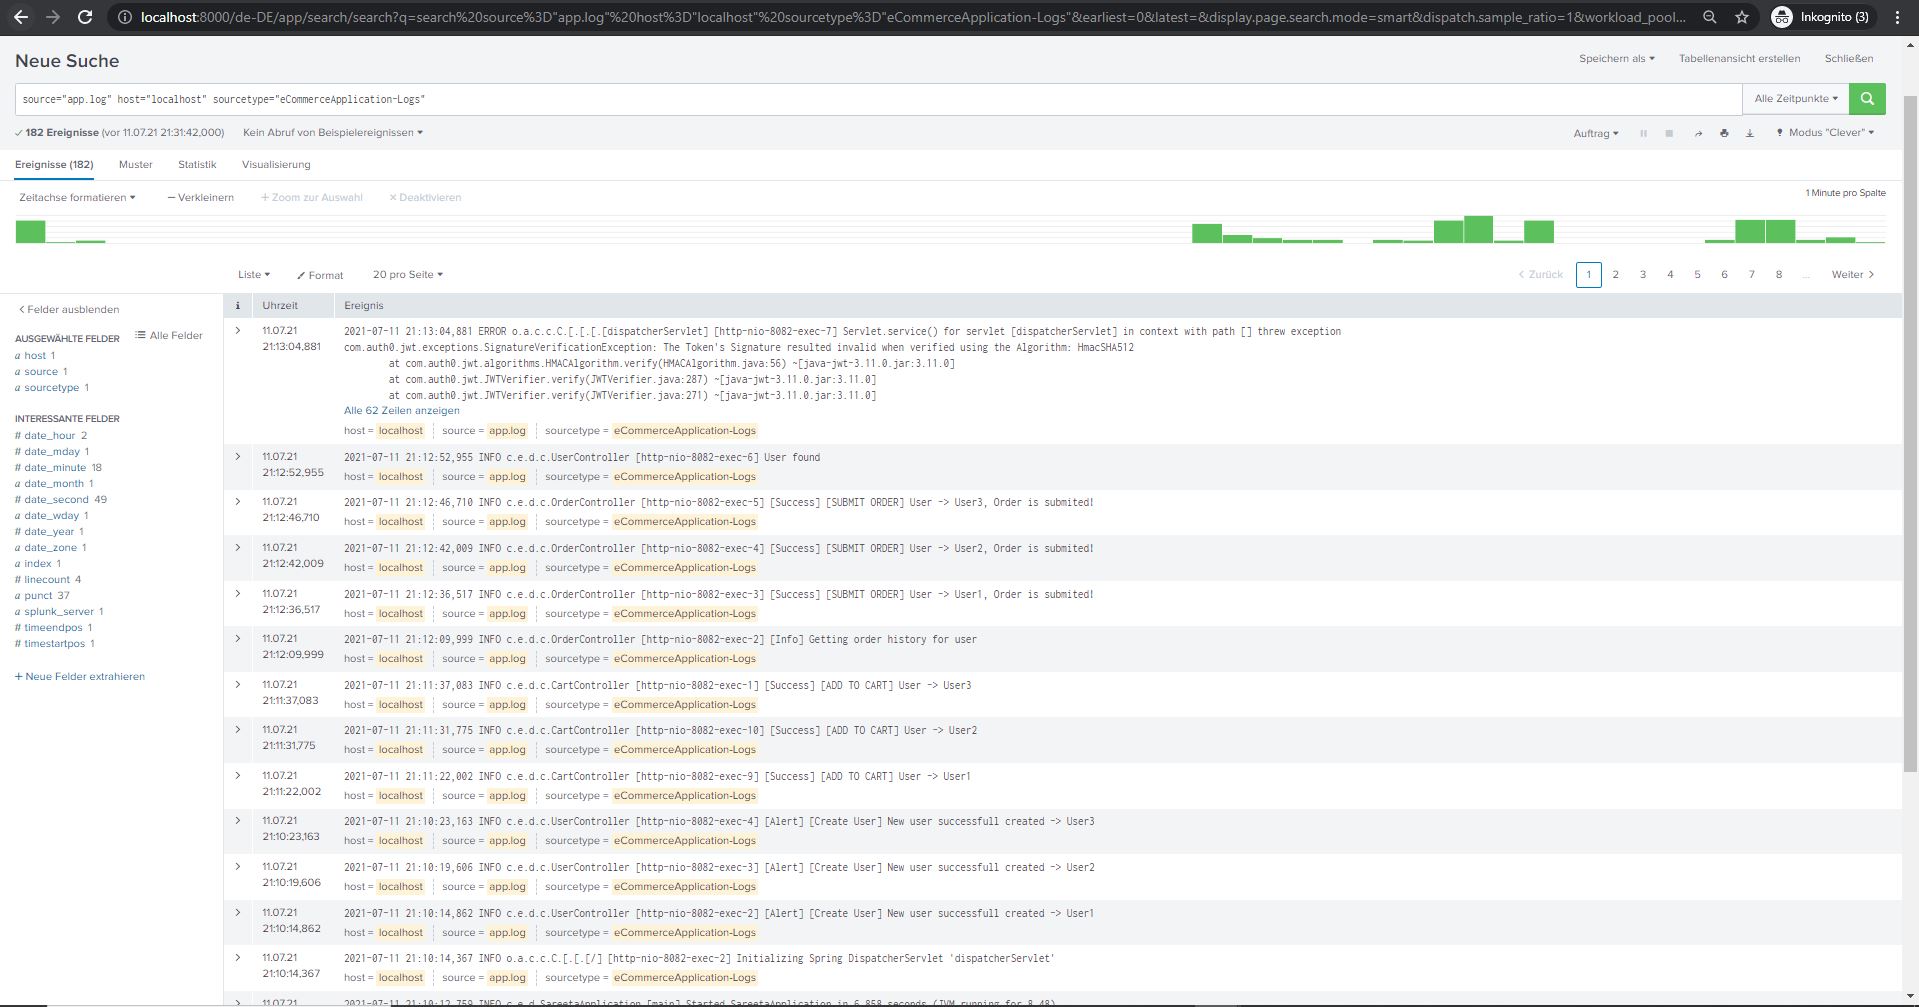 localhost:8000/de-DE/app/search/search?q=search%20source%3D"app.log"%20host%3D"localhost"%20sourcetype%3D"eCommerceApplication-Logs"&earliest=0&latest=&display.page.search.mode=smart&dispatch.sample_ratio=1&workload_pool... Inkognito (3)
Neue Suche Speichern als Tabellenansicht erstellen Schließen
source="app.log" host="localhost" sourcetype="eCommerceApplication-Logs" Alle Zeitpunkte
182 Ereignisse (vor 11.07.21 21:31:42,000) Kein Abruf von Beispielereignissen Auftrag Modus "Clever"
Ereignisse (182) Muster Statistik Visualisierung
Zeitachse formatieren – Verkleinern + Zoom zur Auswahl × Deaktivieren 1 Minute pro Spalte
Liste Format 20 pro Seite < Zurück 1 2 3 4 5 6 7 8 ... Weiter >
< Felder ausblenden
AUSGEWÄHLTE FELDER Alle Felder
a host 1
a source 1
a sourcetype 1
INTERESSANTE FELDER
# date_hour 2
# date_mday 1
# date_minute 18
a date_month 1
# date_second 49
a date_wday 1
# date_year 1
a date_zone 1
a index 1
# linecount 4
a punct 37
a splunk_server 1
# timeendpos 1
# timestartpos 1
+ Neue Felder extrahieren
i Uhrzeit Ereignis
> 11.07.21 21:13:04,881 2021-07-11 21:13:04,881 ERROR o.a.c.c.C.[.[.[.[dispatcherServlet] [http-nio-8082-exec-7] Servlet.service() for servlet [dispatcherServlet] in context with path [] threw exception
com.auth0.jwt.exceptions.SignatureVerificationException: The Token's Signature resulted invalid when verified using the Algorithm: HmacSHA512
at com.auth0.jwt.algorithms.HMACAlgorithm.verify(HMACAlgorithm.java:56) ~[java-jwt-3.11.0.jar:3.11.0]
at com.auth0.jwt.JWTVerifier.verify(JWTVerifier.java:287) ~[java-jwt-3.11.0.jar:3.11.0]
at com.auth0.jwt.JWTVerifier.verify(JWTVerifier.java:271) ~[java-jwt-3.11.0.jar:3.11.0]
Alle 62 Zeilen anzeigen
host = localhost source = app.log sourcetype = eCommerceApplication-Logs
> 11.07.21 21:12:52,955 2021-07-11 21:12:52,955 INFO c.e.d.c.UserController [http-nio-8082-exec-6] User found
host = localhost source = app.log sourcetype = eCommerceApplication-Logs
> 11.07.21 21:12:46,710 2021-07-11 21:12:46,710 INFO c.e.d.c.OrderController [http-nio-8082-exec-5] [Success] [SUBMIT ORDER] User -> User3, Order is submited!
host = localhost source = app.log sourcetype = eCommerceApplication-Logs
> 11.07.21 21:12:42,009 2021-07-11 21:12:42,009 INFO c.e.d.c.OrderController [http-nio-8082-exec-4] [Success] [SUBMIT ORDER] User -> User2, Order is submited!
host = localhost source = app.log sourcetype = eCommerceApplication-Logs
> 11.07.21 21:12:36,517 2021-07-11 21:12:36,517 INFO c.e.d.c.OrderController [http-nio-8082-exec-3] [Success] [SUBMIT ORDER] User -> User1, Order is submited!
host = localhost source = app.log sourcetype = eCommerceApplication-Logs
> 11.07.21 21:12:09,999 2021-07-11 21:12:09,999 INFO c.e.d.c.OrderController [http-nio-8082-exec-2] [Info] Getting order history for user
host = localhost source = app.log sourcetype = eCommerceApplication-Logs
> 11.07.21 21:11:37,083 2021-07-11 21:11:37,083 INFO c.e.d.c.CartController [http-nio-8082-exec-1] [Success] [ADD TO CART] User -> User3
host = localhost source = app.log sourcetype = eCommerceApplication-Logs
> 11.07.21 21:11:31,775 2021-07-11 21:11:31,775 INFO c.e.d.c.CartController [http-nio-8082-exec-10] [Success] [ADD TO CART] User -> User2
host = localhost source = app.log sourcetype = eCommerceApplication-Logs
> 11.07.21 21:11:22,002 2021-07-11 21:11:22,002 INFO c.e.d.c.CartController [http-nio-8082-exec-9] [Success] [ADD TO CART] User -> User1
host = localhost source = app.log sourcetype = eCommerceApplication-Logs
> 11.07.21 21:10:23,163 2021-07-11 21:10:23,163 INFO c.e.d.c.UserController [http-nio-8082-exec-4] [Alert] [Create User] New user successfull created -> User3
host = localhost source = app.log sourcetype = eCommerceApplication-Logs
> 11.07.21 21:10:19,606 2021-07-11 21:10:19,606 INFO c.e.d.c.UserController [http-nio-8082-exec-3] [Alert] [Create User] New user successfull created -> User2
host = localhost source = app.log sourcetype = eCommerceApplication-Logs
> 11.07.21 21:10:14,862 2021-07-11 21:10:14,862 INFO c.e.d.c.UserController [http-nio-8082-exec-2] [Alert] [Create User] New user successfull created -> User1
host = localhost source = app.log sourcetype = eCommerceApplication-Logs
> 11.07.21 21:10:14,367 2021-07-11 21:10:14,367 INFO o.a.c.c.C.[.[.[/] [http-nio-8082-exec-2] Initializing Spring DispatcherServlet 'dispatcherServlet'
host = localhost source = app.log sourcetype = eCommerceApplication-Logs
> 11.07.21 2021-07-11 21:10:12,759 INFO c.e.d.SareetaApplication [main] Started SareetaApplication in 6.858 seconds (JVM running for 8.48)